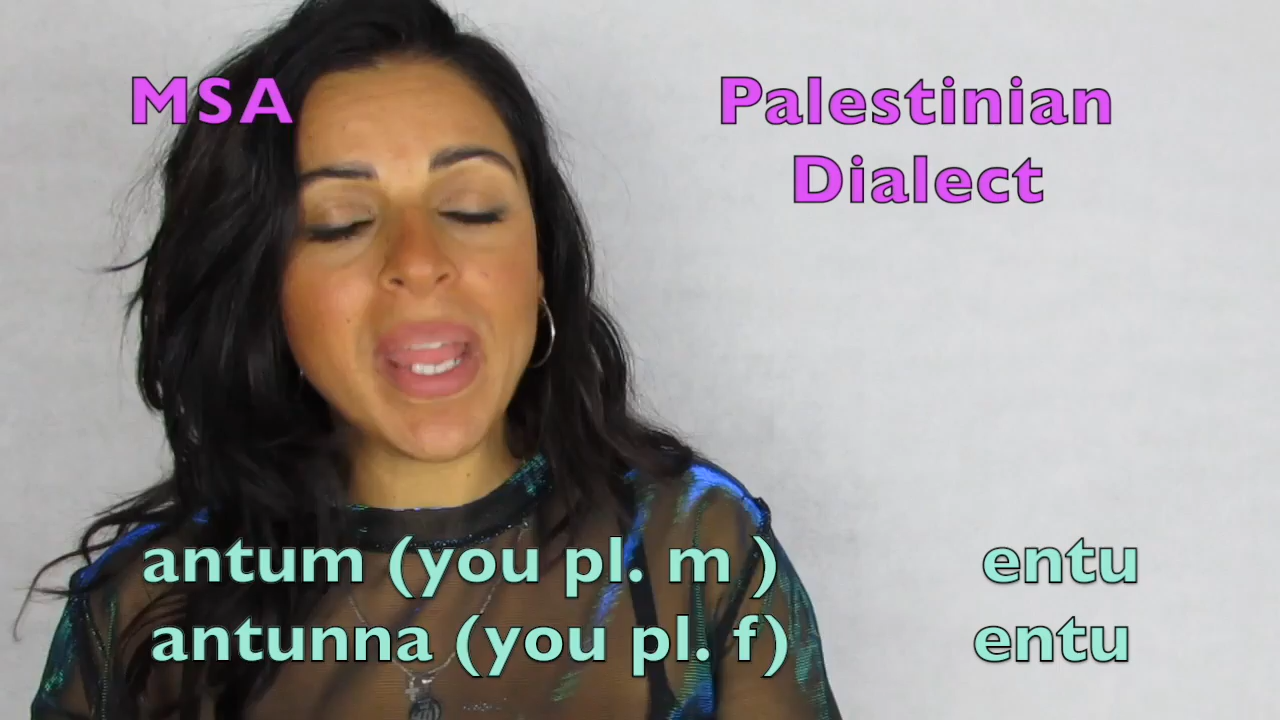 MSA
Palestinian
Dialect
antum (you pl. m )
entu
antunna (you pl. f)
entu